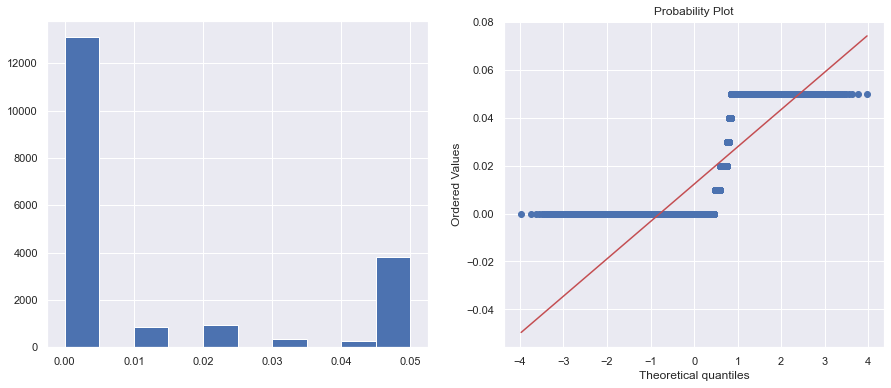 12000
10000
8000
6000
4000
2000
0
0.00 0.01 0.02 0.03 0.04 0.05
Probability Plot
0.08
0.06
0.04
0.02
0.00
−0.02
−0.04
Ordered Values
−4 −3 −2 −1 0 1 2 3 4
Theoretical quantiles